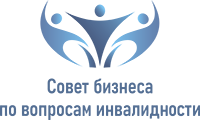 Совет бизнеса
по вопросам инвалидности